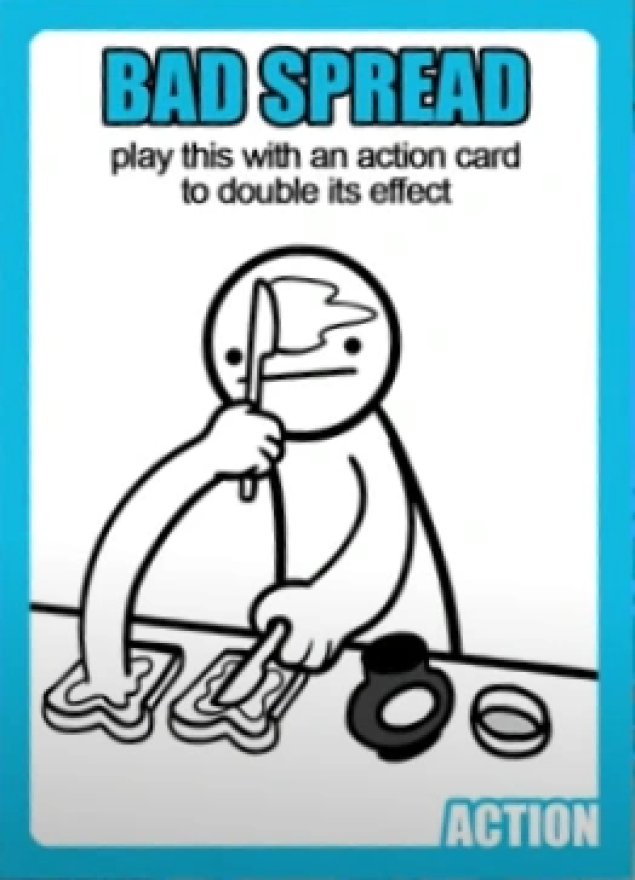 BAD SPREAD
play this with an action card
to double its effect
ACTION